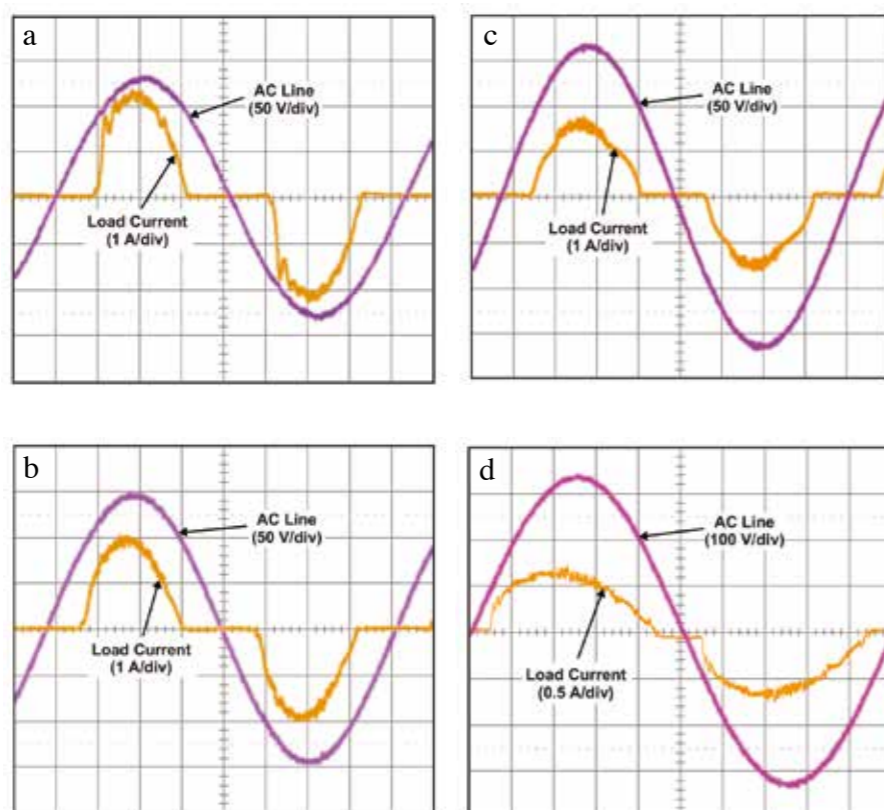 a
AC Line
(50 V/div)
Load Current
(1 A/div)
c
AC Line
(50 V/div)
Load Current
(1 A/div)
b
AC Line
(50 V/div)
Load Current
(1 A/div)
d
AC Line
(100 V/div)
Load Current
(0.5 A/div)